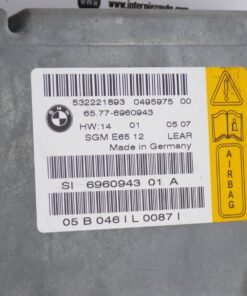 532221893 0495975 00
65.77-6960943
HW:14 01 05 07
SGM E65 12 LEAR
Made in Germany
SI 6960943 01 A
05 B 046 I L 0087 I
AIRBAG